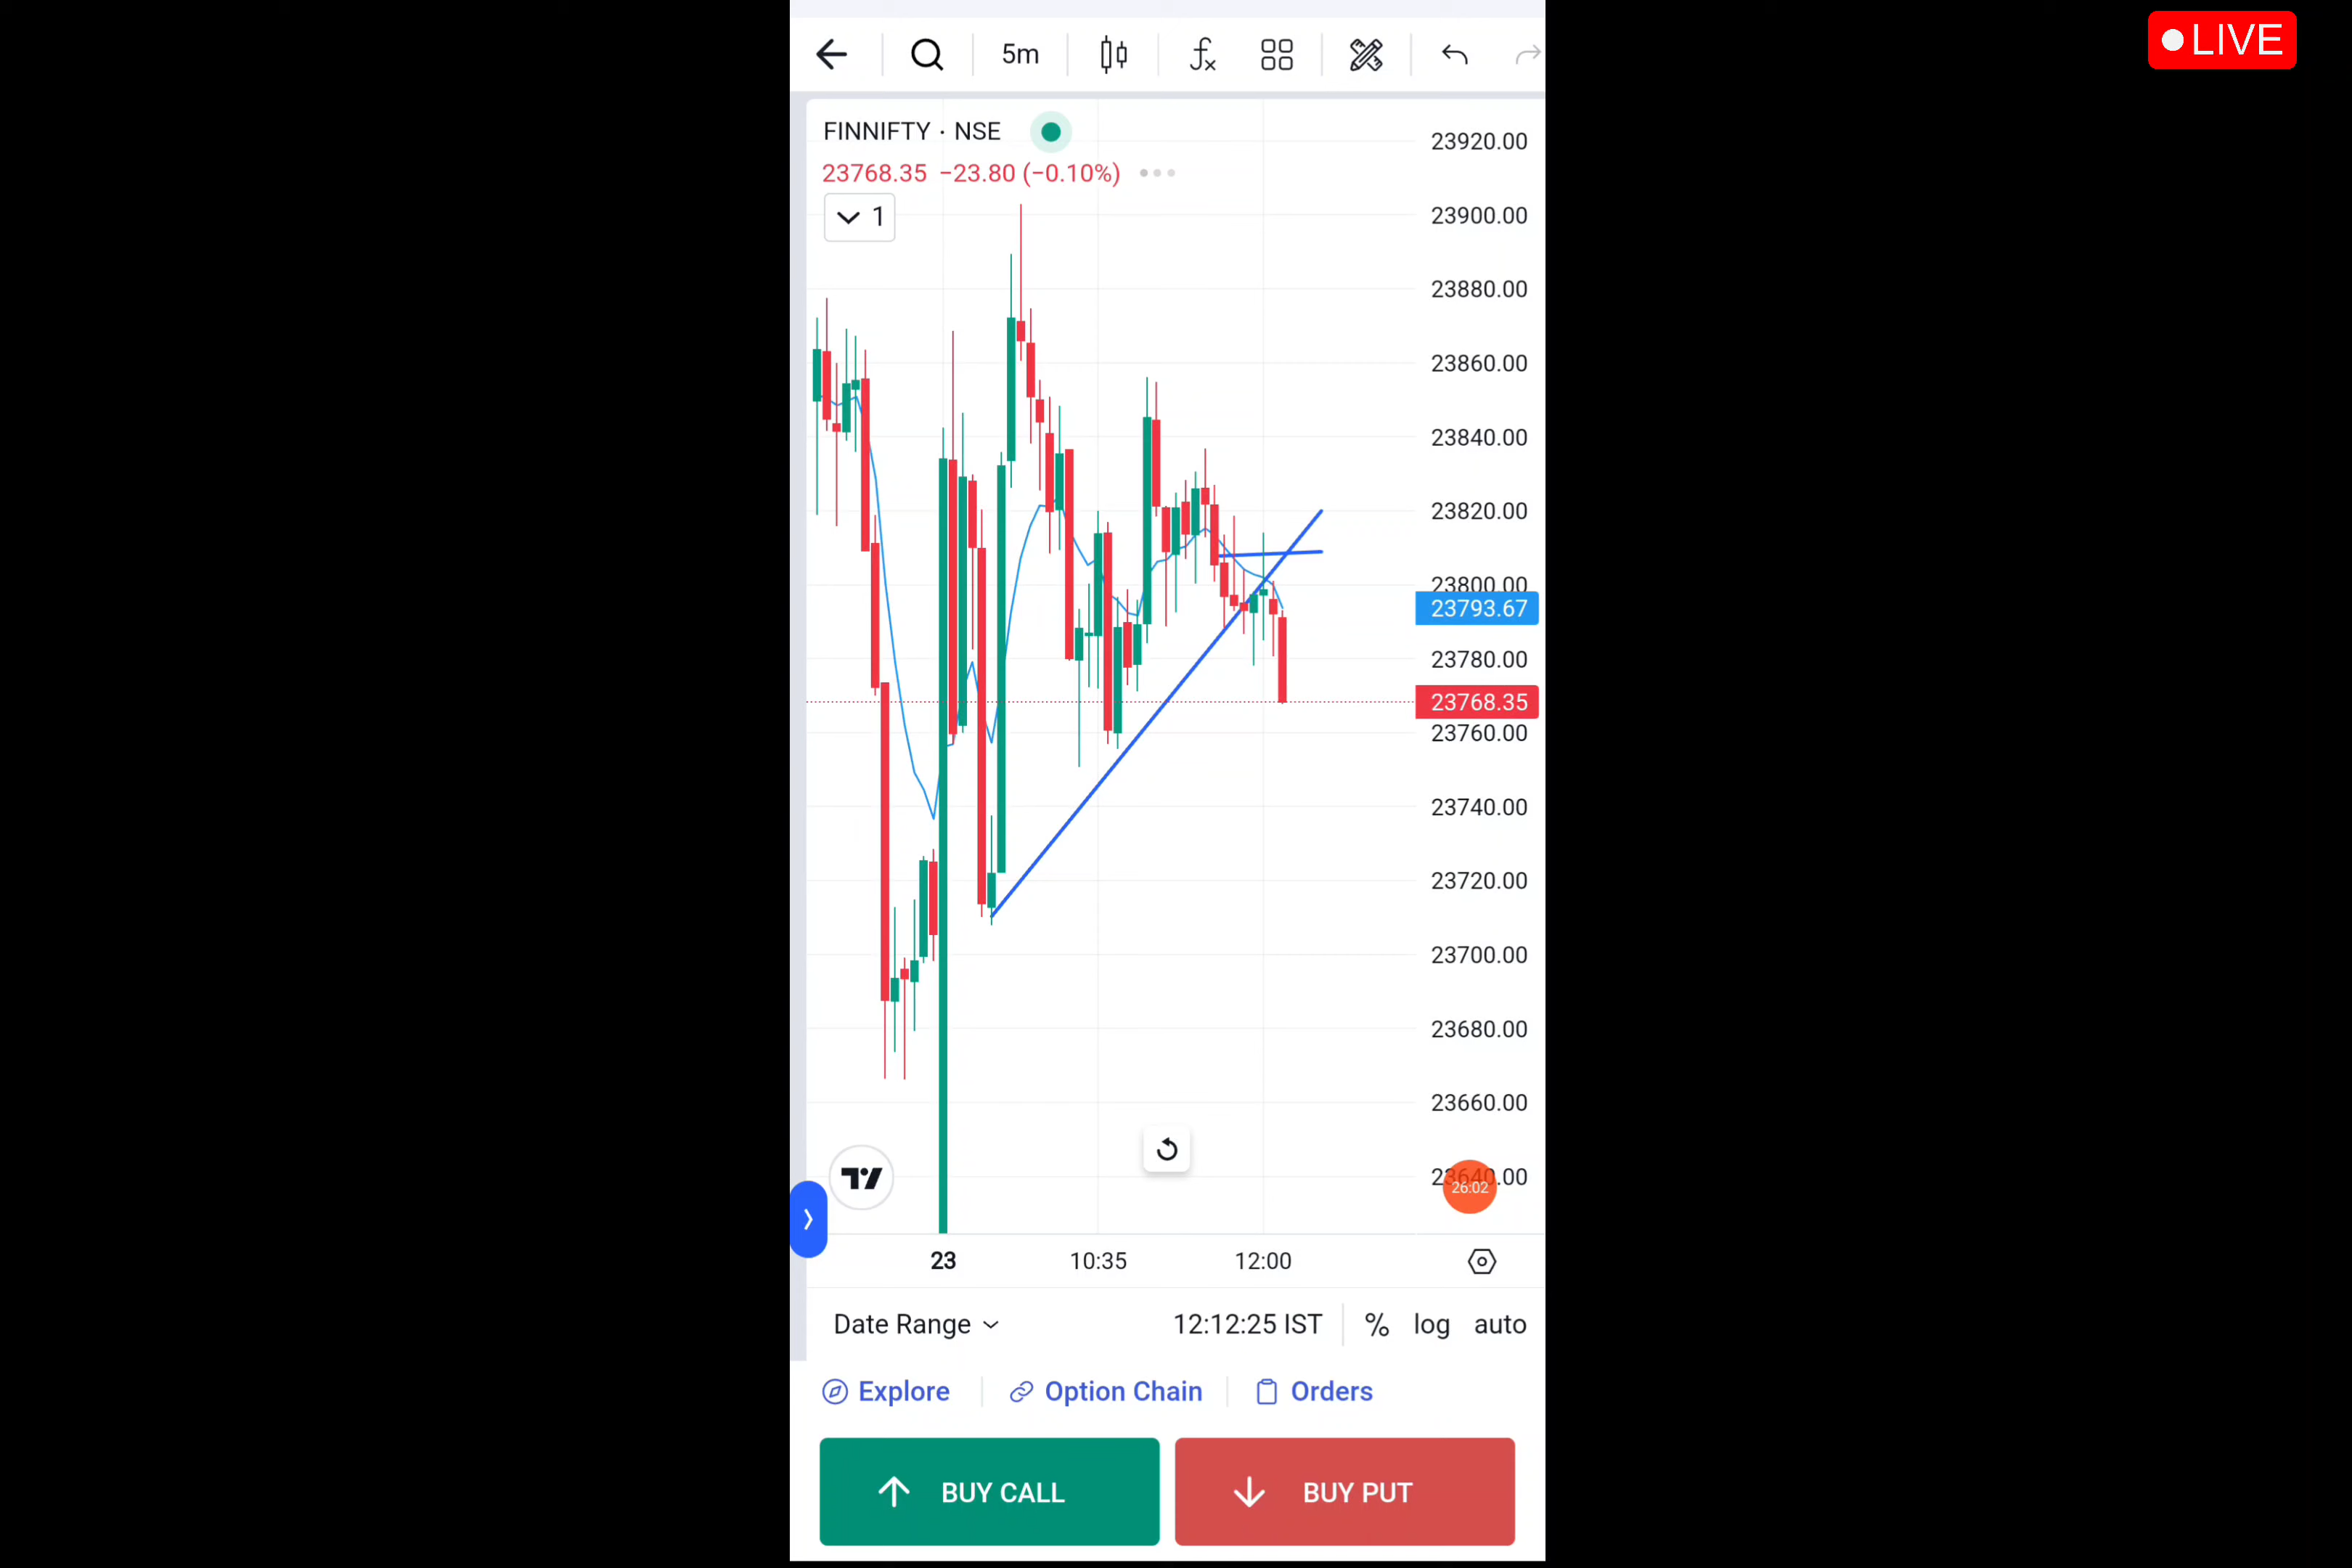 LIVE
5m
FINNIFTY · NSE
23768.35 −23.80 (−0.10%)
1
23920.00
23900.00
23880.00
23860.00
23840.00
23820.00
23800.00
23793.67
23780.00
23768.35
23760.00
23740.00
23720.00
23700.00
23680.00
23660.00
23640.00
26:02
23 10:35 12:00
Date Range 12:12:25 IST % log auto
Explore Option Chain Orders
BUY CALL BUY PUT